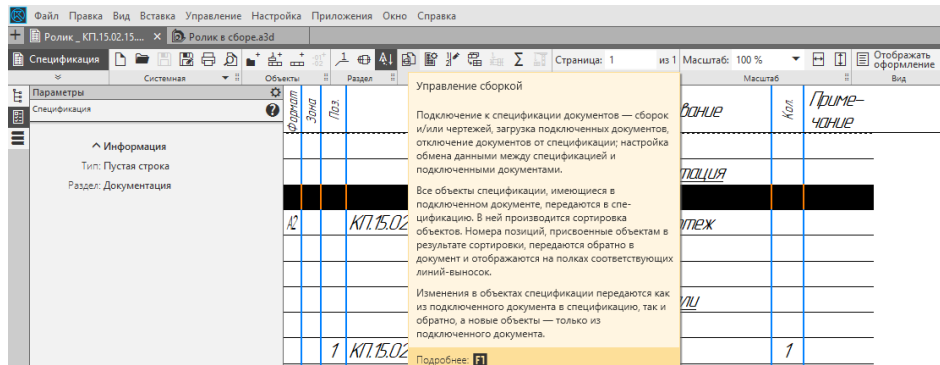 Файл Правка Вид Вставка Управление Настройка Приложения Окно Справка
Ролик _ КП.15.02.15.... Ролик в сборе.a3d
Спецификация
Страница: 1 из 1 Масштаб: 100 % Отображать
оформление
Системная Объекты Раздел Масштаб Вид
Параметры
Спецификация
Информация
Тип: Пустая строка
Раздел: Документация
Управление сборкой
Подключение к спецификации документов — сборок
и/или чертежей, загрузка подключенных документов,
отключение документов от спецификации; настройка
обмена данными между спецификацией и
подключенными документами.
Все объекты спецификации, имеющиеся в
подключенном документе, передаются в спе-
цификацию. В ней производится сортировка
объектов. Номера позиций, присвоенные объектам в
результате сортировки, передаются обратно в
документ и отображаются на полках соответствующих
линий-выносок.
Изменения в объектах спецификации передаются как
из подключенного документа в спецификацию, так и
обратно, а новые объекты — только из
подключенного документа.
Подробнее: F1
Формат Зона Поз. вание Кол. Приме-
чание
тация
А2 КП.15.02 теж
ли
1 КП.15.02 1